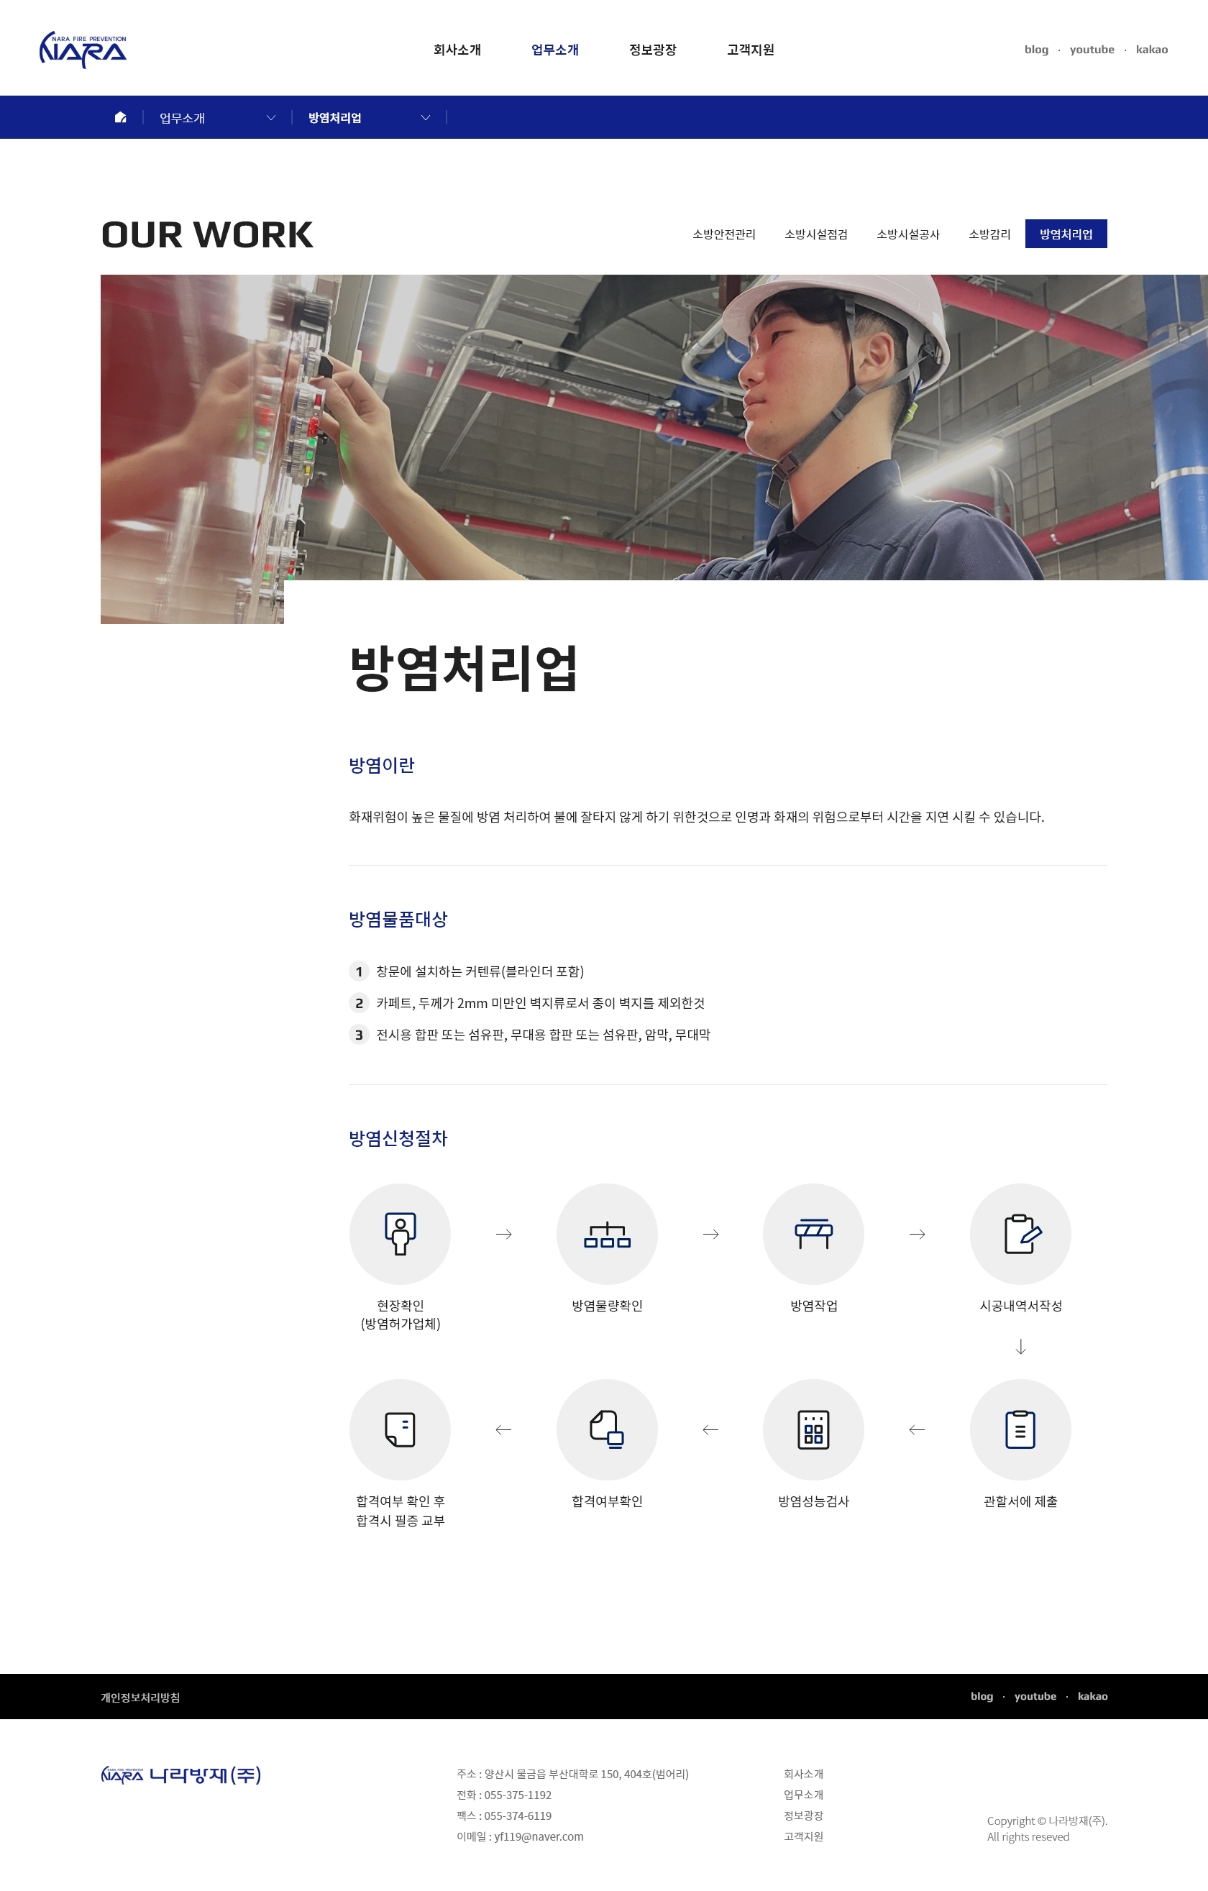 NARA FIRE PREVENTION
NARA
회사소개 업무소개 정보광장 고객지원
blog · youtube · kakao
업무소개 방염처리업
OUR WORK
소방안전관리 소방시설점검 소방시설공사 소방감리 방염처리업
방염처리업
방염이란
화재위험이 높은 물질에 방염 처리하여 불에 잘타지 않게 하기 위한것으로 인명과 화재의 위험으로부터 시간을 지연 시킬 수 있습니다.
방염물품대상
1 창문에 설치하는 커텐류(블라인더 포함)
2 카페트, 두께가 2mm 미만인 벽지류로서 종이 벽지를 제외한것
3 전시용 합판 또는 섬유판, 무대용 합판 또는 섬유판, 암막, 무대막
방염신청절차
현장확인
(방염허가업체)
방염물량확인
방염작업
시공내역서작성
합격여부 확인 후
합격시 필증 교부
합격여부확인
방염성능검사
관할서에 제출
개인정보처리방침
blog · youtube · kakao
NARA 나라방재(주)
주소 : 양산시 물금읍 부산대학로 150, 404호(범어리)
전화 : 055-375-1192
팩스 : 055-374-6119
이메일 : yf119@naver.com
회사소개
업무소개
정보광장
고객지원
Copyright © 나라방재(주).
All rights reseved